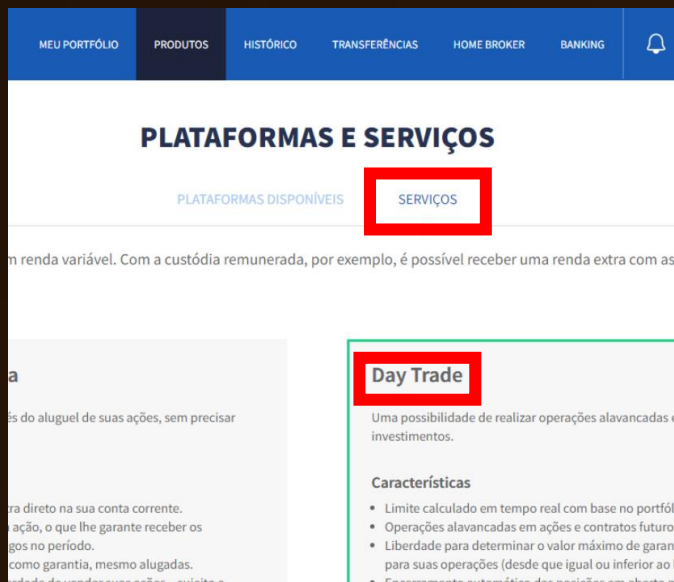 MEU PORTFÓLIO PRODUTOS HISTÓRICO TRANSFERÊNCIAS HOME BROKER BANKING
PLATAFORMAS E SERVIÇOS
PLATAFORMAS DISPONÍVEIS SERVIÇOS
m renda variável. Com a custódia remunerada, por exemplo, é possível receber uma renda extra com as
a
és do aluguel de suas ações, sem precisar
tra direto na sua conta corrente.
ação, o que lhe garante receber os
gos no período.
como garantia, mesmo alugadas.
Day Trade
Uma possibilidade de realizar operações alavancadas e
investimentos.
Características
• Limite calculado em tempo real com base no portfól
• Operações alavancadas em ações e contratos futuro
• Liberdade para determinar o valor máximo de garan
para suas operações (desde que igual ou inferior ao